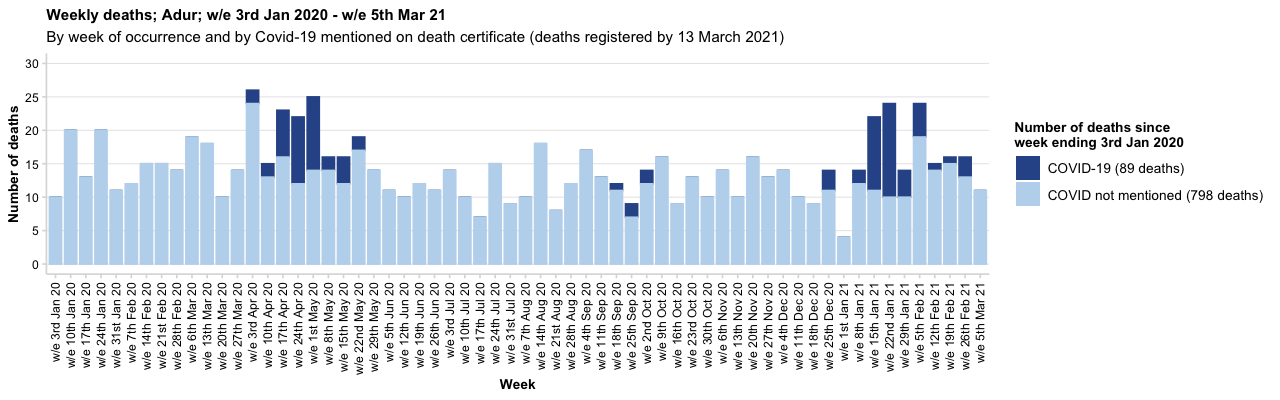 Weekly deaths; Adur; w/e 3rd Jan 2020 - w/e 5th Mar 21
By week of occurrence and by Covid-19 mentioned on death certificate (deaths registered by 13 March 2021)
30
25
20
15
10
5
0
Number of deaths
w/e 3rd Jan 20
w/e 10th Jan 20
w/e 17th Jan 20
w/e 24th Jan 20
w/e 31st Jan 20
w/e 7th Feb 20
w/e 14th Feb 20
w/e 21st Feb 20
w/e 28th Feb 20
w/e 6th Mar 20
w/e 13th Mar 20
w/e 20th Mar 20
w/e 27th Mar 20
w/e 3rd Apr 20
w/e 10th Apr 20
w/e 17th Apr 20
w/e 24th Apr 20
w/e 1st May 20
w/e 8th May 20
w/e 15th May 20
w/e 22nd May 20
w/e 29th May 20
w/e 5th Jun 20
w/e 12th Jun 20
w/e 19th Jun 20
w/e 26th Jun 20
w/e 3rd Jul 20
w/e 10th Jul 20
w/e 17th Jul 20
w/e 24th Jul 20
w/e 31st Jul 20
w/e 7th Aug 20
w/e 14th Aug 20
w/e 21st Aug 20
w/e 28th Aug 20
w/e 4th Sep 20
w/e 11th Sep 20
w/e 18th Sep 20
w/e 25th Sep 20
w/e 2nd Oct 20
w/e 9th Oct 20
w/e 16th Oct 20
w/e 23rd Oct 20
w/e 30th Oct 20
w/e 6th Nov 20
w/e 13th Nov 20
w/e 20th Nov 20
w/e 27th Nov 20
w/e 4th Dec 20
w/e 11th Dec 20
w/e 18th Dec 20
w/e 25th Dec 20
w/e 1st Jan 21
w/e 8th Jan 21
w/e 15th Jan 21
w/e 22nd Jan 21
w/e 29th Jan 21
w/e 5th Feb 21
w/e 12th Feb 21
w/e 19th Feb 21
w/e 26th Feb 21
w/e 5th Mar 21
Week
Number of deaths since
week ending 3rd Jan 2020
COVID-19 (89 deaths)
COVID not mentioned (798 deaths)